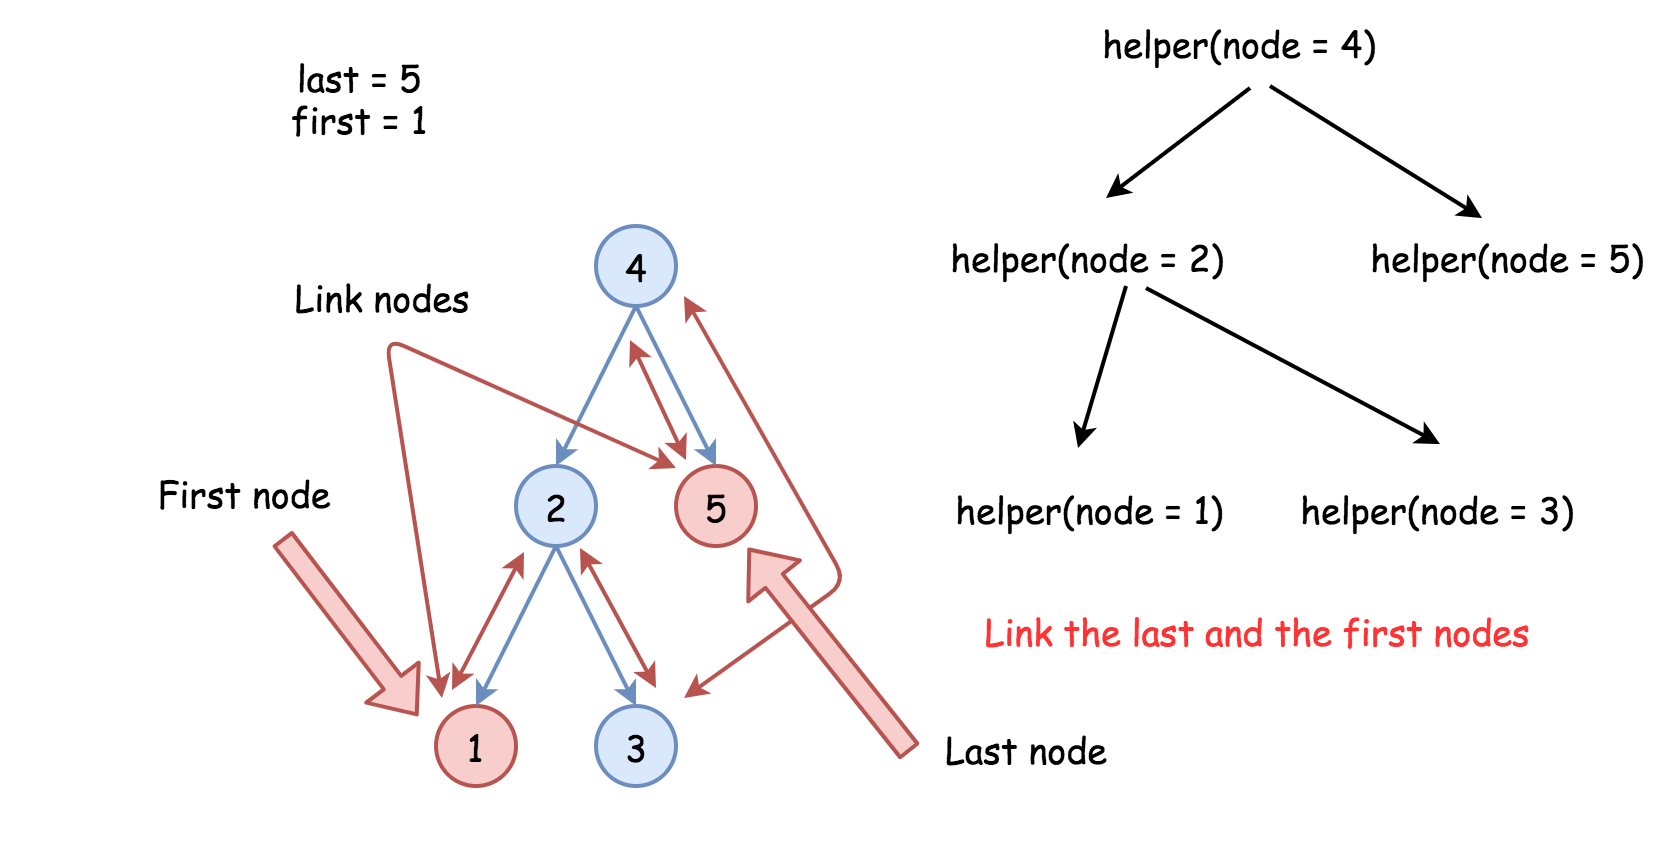 helper(node = 4)
last = 5
first = 1
helper(node = 2)
helper(node = 5)
4
Link nodes
First node
2
5
helper(node = 1)
helper(node = 3)
Link the last and the first nodes
1
3
Last node